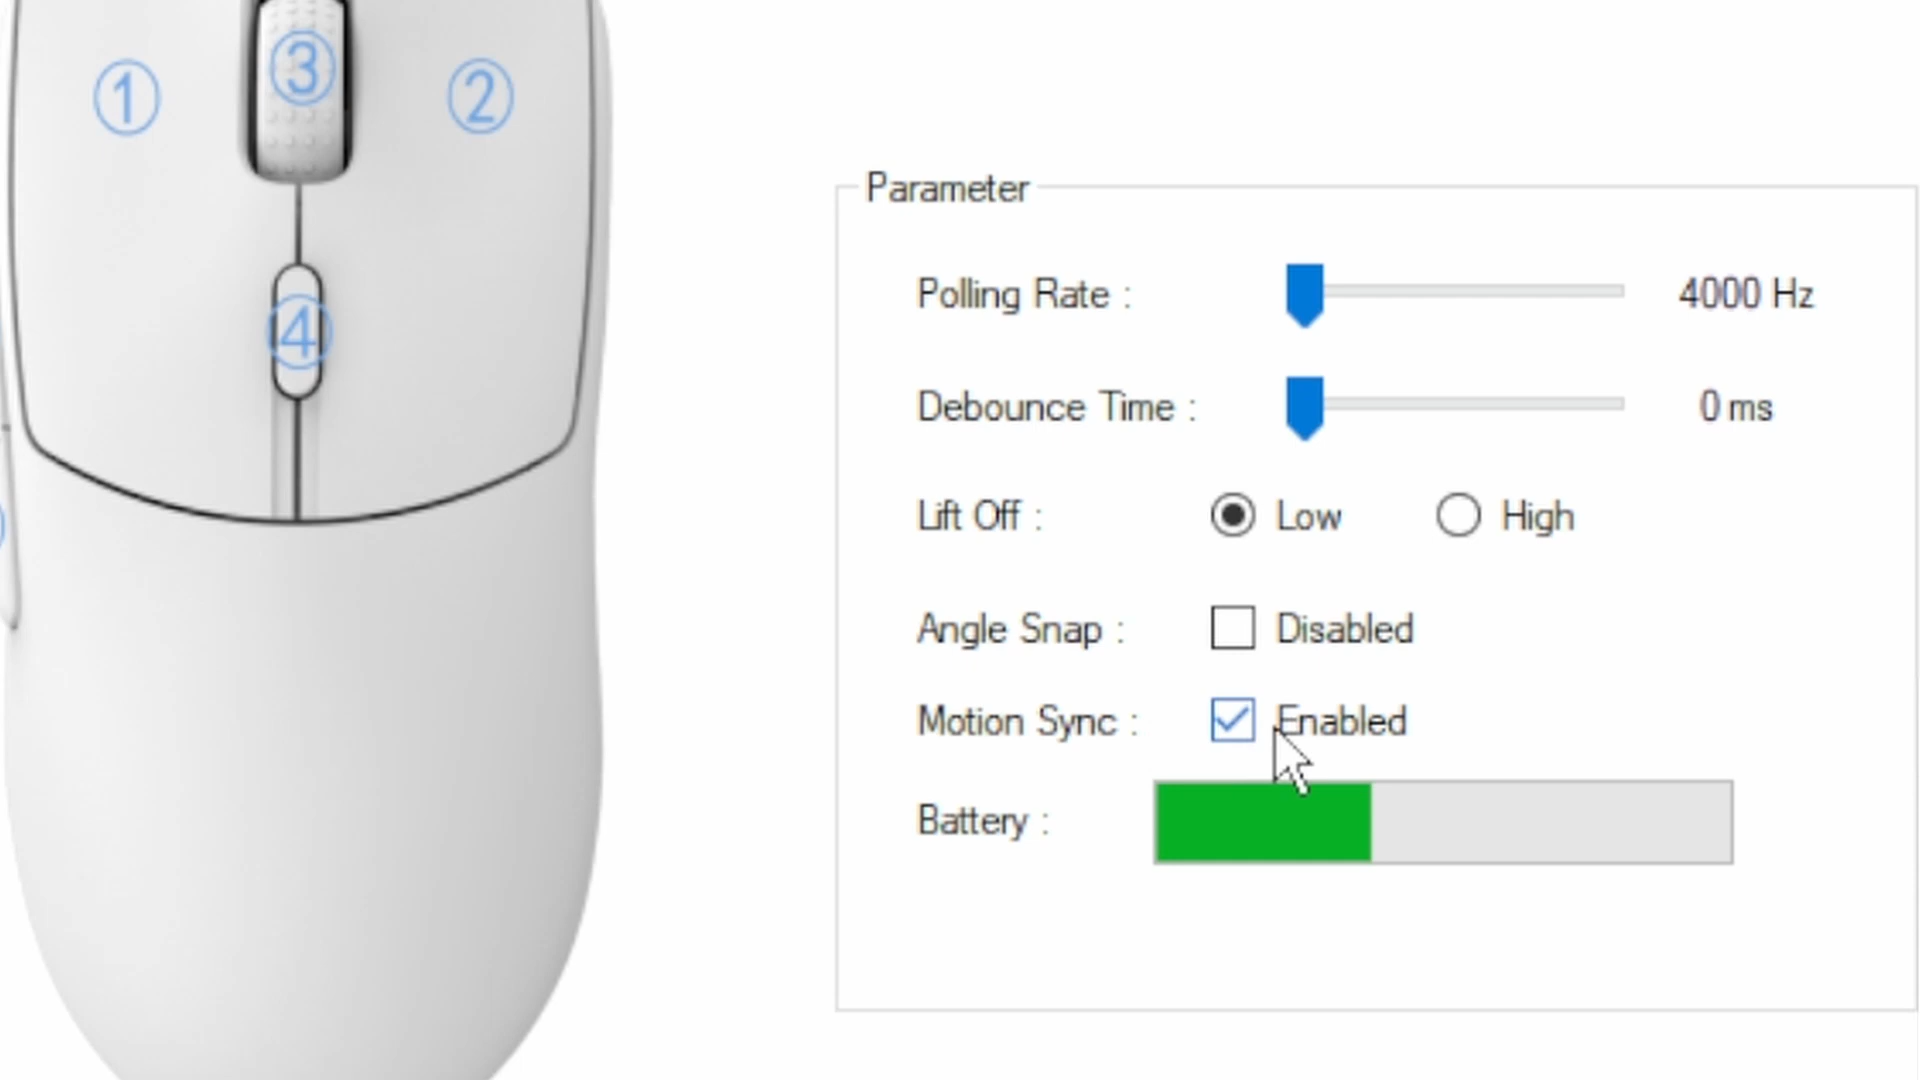 ① ③ ②
④
Parameter
Polling Rate : 4000 Hz
Debounce Time : 0 ms
Lift Off : Low High
Angle Snap : Disabled
Motion Sync : Enabled
Battery :